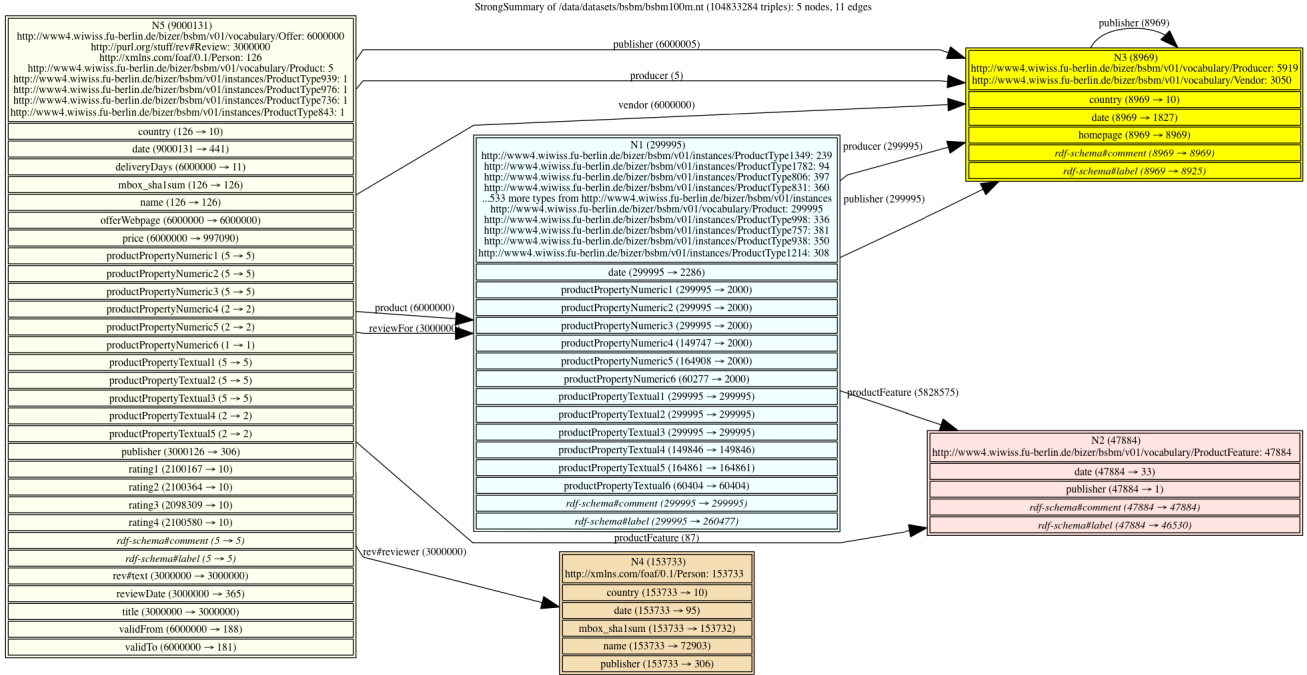 StrongSummary of /data/datasets/bsbm/bsbm100m.nt (104833284 triples): 5 nodes, 11 edges
N5 (9000131)
http://www4.wiwiss.fu-berlin.de/bizer/bsbm/v01/vocabulary/Offer: 6000000
http://purl.org/stuff/rev#Review: 3000000
http://xmlns.com/foaf/0.1/Person: 126
http://www4.wiwiss.fu-berlin.de/bizer/bsbm/v01/vocabulary/Product: 5
http://www4.wiwiss.fu-berlin.de/bizer/bsbm/v01/instances/ProductType939: 1
http://www4.wiwiss.fu-berlin.de/bizer/bsbm/v01/instances/ProductType976: 1
http://www4.wiwiss.fu-berlin.de/bizer/bsbm/v01/instances/ProductType736: 1
http://www4.wiwiss.fu-berlin.de/bizer/bsbm/v01/instances/ProductType843: 1
country (126 → 10)
date (9000131 → 441)
deliveryDays (6000000 → 11)
mbox_sha1sum (126 → 126)
name (126 → 126)
offerWebpage (6000000 → 6000000)
price (6000000 → 997090)
productPropertyNumeric1 (5 → 5)
productPropertyNumeric2 (5 → 5)
productPropertyNumeric3 (5 → 5)
productPropertyNumeric4 (2 → 2)
productPropertyNumeric5 (2 → 2)
productPropertyNumeric6 (1 → 1)
productPropertyTextual1 (5 → 5)
productPropertyTextual2 (5 → 5)
productPropertyTextual3 (5 → 5)
productPropertyTextual4 (2 → 2)
productPropertyTextual5 (2 → 2)
publisher (3000126 → 306)
rating1 (2100167 → 10)
rating2 (2100364 → 10)
rating3 (2098309 → 10)
rating4 (2100580 → 10)
rdf-schema#comment (5 → 5)
rdf-schema#label (5 → 5)
rev#text (3000000 → 3000000)
reviewDate (3000000 → 365)
title (3000000 → 3000000)
validFrom (6000000 → 188)
validTo (6000000 → 181)
publisher (6000005)
producer (5)
vendor (6000000)
product (6000000)
reviewFor (3000000)
productFeature (87)
rev#reviewer (3000000)
N1 (299995)
http://www4.wiwiss.fu-berlin.de/bizer/bsbm/v01/instances/ProductType1349: 239
http://www4.wiwiss.fu-berlin.de/bizer/bsbm/v01/instances/ProductType1782: 94
http://www4.wiwiss.fu-berlin.de/bizer/bsbm/v01/instances/ProductType806: 397
http://www4.wiwiss.fu-berlin.de/bizer/bsbm/v01/instances/ProductType831: 360
...533 more types from http://www4.wiwiss.fu-berlin.de/bizer/bsbm/v01/instances
http://www4.wiwiss.fu-berlin.de/bizer/bsbm/v01/vocabulary/Product: 299995
http://www4.wiwiss.fu-berlin.de/bizer/bsbm/v01/instances/ProductType998: 336
http://www4.wiwiss.fu-berlin.de/bizer/bsbm/v01/instances/ProductType757: 381
http://www4.wiwiss.fu-berlin.de/bizer/bsbm/v01/instances/ProductType938: 350
http://www4.wiwiss.fu-berlin.de/bizer/bsbm/v01/instances/ProductType1214: 308
date (299995 → 2286)
productPropertyNumeric1 (299995 → 2000)
productPropertyNumeric2 (299995 → 2000)
productPropertyNumeric3 (299995 → 2000)
productPropertyNumeric4 (149747 → 2000)
productPropertyNumeric5 (164908 → 2000)
productPropertyNumeric6 (60277 → 2000)
productPropertyTextual1 (299995 → 299995)
productPropertyTextual2 (299995 → 299995)
productPropertyTextual3 (299995 → 299995)
productPropertyTextual4 (149846 → 149846)
productPropertyTextual5 (164861 → 164861)
productPropertyTextual6 (60404 → 60404)
rdf-schema#comment (299995 → 299995)
rdf-schema#label (299995 → 260477)
producer (299995)
publisher (299995)
productFeature (5828575)
publisher (8969)
N3 (8969)
http://www4.wiwiss.fu-berlin.de/bizer/bsbm/v01/vocabulary/Producer: 5919
http://www4.wiwiss.fu-berlin.de/bizer/bsbm/v01/vocabulary/Vendor: 3050
country (8969 → 10)
date (8969 → 1827)
homepage (8969 → 8969)
rdf-schema#comment (8969 → 8969)
rdf-schema#label (8969 → 8925)
N2 (47884)
http://www4.wiwiss.fu-berlin.de/bizer/bsbm/v01/vocabulary/ProductFeature: 47884
date (47884 → 33)
publisher (47884 → 1)
rdf-schema#comment (47884 → 47884)
rdf-schema#label (47884 → 46530)
N4 (153733)
http://xmlns.com/foaf/0.1/Person: 153733
country (153733 → 10)
date (153733 → 95)
mbox_sha1sum (153733 → 153732)
name (153733 → 72903)
publisher (153733 → 306)